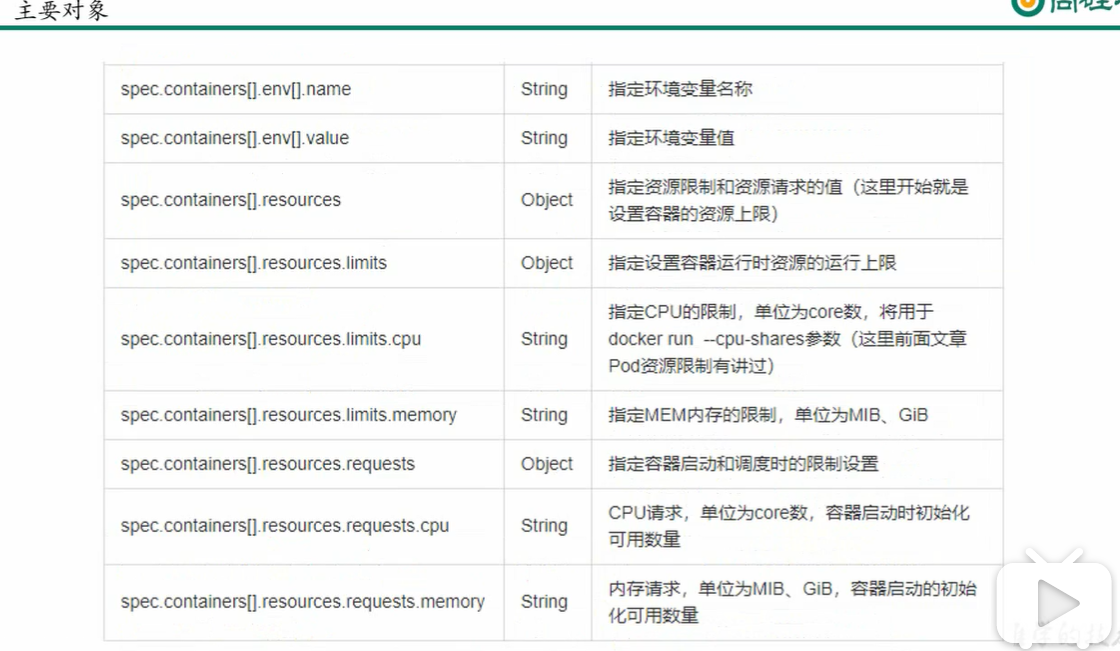 主要对象
spec.containers[].env[].name String 指定环境变量名称
spec.containers[].env[].value String 指定环境变量值
spec.containers[].resources Object 指定资源限制和资源请求的值（这里开始就是
设置容器的资源上限）
spec.containers[].resources.limits Object 指定设置容器运行时资源的运行上限
spec.containers[].resources.limits.cpu String 指定CPU的限制，单位为core数，将用于
docker run --cpu-shares参数（这里前面文章
Pod资源限制有讲过）
spec.containers[].resources.limits.memory String 指定MEM内存的限制，单位为MIB、GiB
spec.containers[].resources.requests Object 指定容器启动和调度时的限制设置
spec.containers[].resources.requests.cpu String CPU请求，单位为core数，容器启动时初始化
可用数量
spec.containers[].resources.requests.memory String 内存请求，单位为MIB、GiB，容器启动的初始
化可用数量